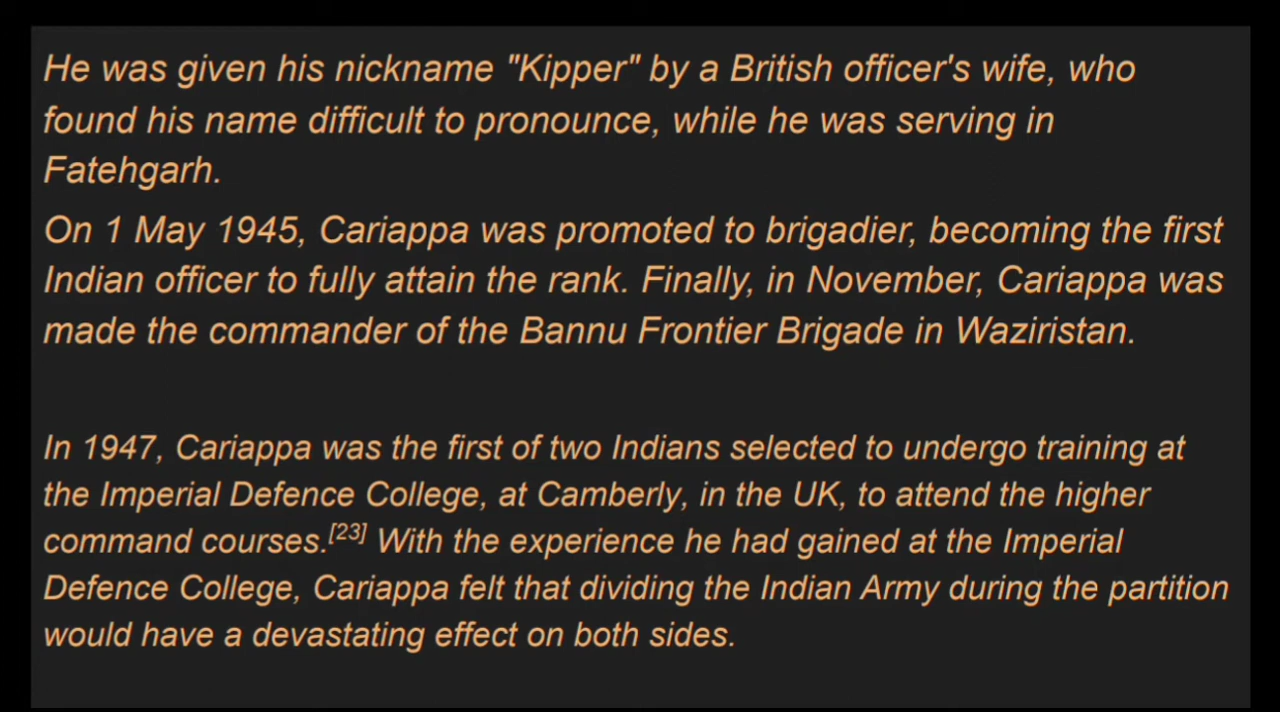 He was given his nickname "Kipper" by a British officer's wife, who
found his name difficult to pronounce, while he was serving in
Fatehgarh.
On 1 May 1945, Cariappa was promoted to brigadier, becoming the first
Indian officer to fully attain the rank. Finally, in November, Cariappa was
made the commander of the Bannu Frontier Brigade in Waziristan.
In 1947, Cariappa was the first of two Indians selected to undergo training at
the Imperial Defence College, at Camberly, in the UK, to attend the higher
command courses.[23] With the experience he had gained at the Imperial
Defence College, Cariappa felt that dividing the Indian Army during the partition
would have a devastating effect on both sides.